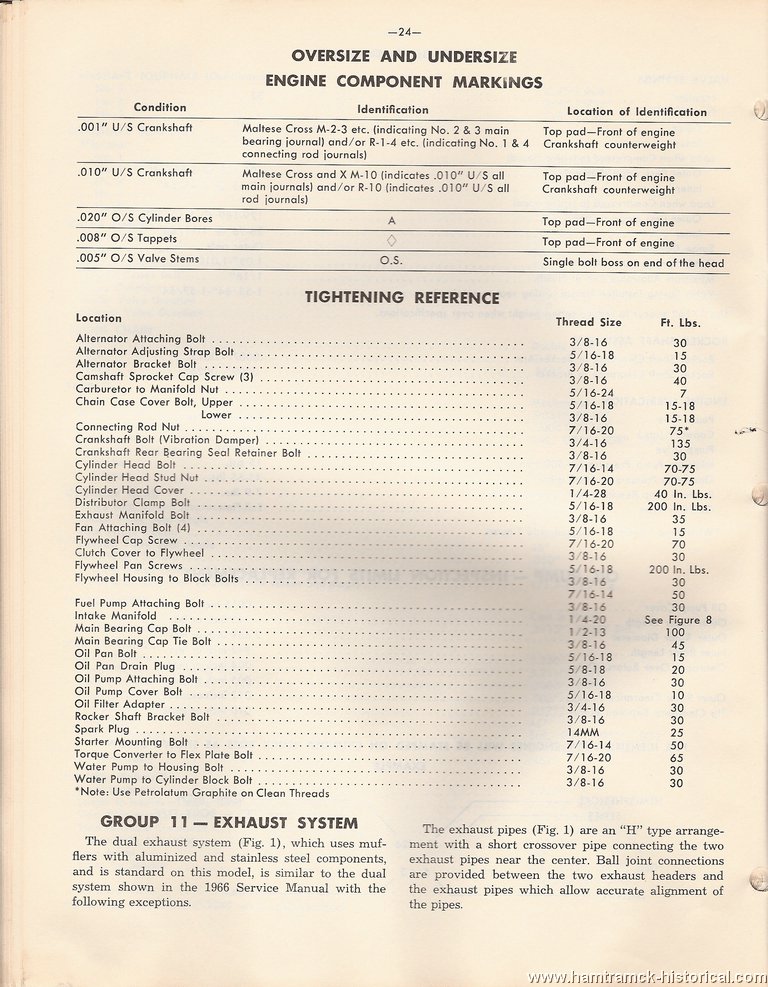 —24—
OVERSIZE AND UNDERSIZE
ENGINE COMPONENT MARKINGS
Condition Identification Location of Identification
.001" U/S Crankshaft Maltese Cross M-2-3 etc. (indicating No. 2 & 3 main Top pad—Front of engine
bearing journal) and/or R-1-4 etc. (indicating No. 1 & 4 Crankshaft counterweight
connecting rod journals)
.010" U/S Crankshaft Maltese Cross and X M-10 (indicates .010" U/S all Top pad—Front of engine
main journals) and/or R-10 (indicates .010" U/S all Crankshaft counterweight
rod journals)
.020" O/S Cylinder Bores A Top pad—Front of engine
.008" O/S Tappets ◇ Top pad—Front of engine
.005" O/S Valve Stems O.S. Single bolt boss on end of the head
TIGHTENING REFERENCE
Location Thread Size Ft. Lbs.
Alternator Attaching Bolt 3/8-16 30
Alternator Adjusting Strap Bolt 5/16-18 15
Alternator Bracket Bolt 3/8-16 30
Camshaft Sprocket Cap Screw (3) 3/8-16 40
Carburetor to Manifold Nut 5/16-24 7
Chain Case Cover Bolt, Upper 5/16-18 15-18
Lower 3/8-16 15-18
Connecting Rod Nut 7/16-20 75*
Crankshaft Bolt (Vibration Damper) 3/4-16 135
Crankshaft Rear Bearing Seal Retainer Bolt 3/8-16 30
Cylinder Head Bolt 7/16-14 70-75
Cylinder Head Stud Nut 7/16-20 70-75
Cylinder Head Cover 1/4-28 40 In. Lbs.
Distributor Clamp Bolt 5/16-18 200 In. Lbs.
Exhaust Manifold Bolt 3/8-16 35
Fan Attaching Bolt (4) 5/16-18 15
Flywheel Cap Screw 7/16-20 70
Clutch Cover to Flywheel 3/8-16 30
Flywheel Pan Screws 5/16-18 200 In. Lbs.
Flywheel Housing to Block Bolts 3/8-16 30
7/16-14 50
Fuel Pump Attaching Bolt 3/8-16 30
Intake Manifold 1/4-20 See Figure 8
Main Bearing Cap Bolt 1/2-13 100
Main Bearing Cap Tie Bolt 3/8-16 45
Oil Pan Bolt 5/16-18 15
Oil Pan Drain Plug 5/8-18 20
Oil Pump Attaching Bolt 3/8-16 30
Oil Pump Cover Bolt 5/16-18 10
Oil Filter Adapter 3/4-16 30
Rocker Shaft Bracket Bolt 3/8-16 30
Spark Plug 14MM 25
Starter Mounting Bolt 7/16-14 50
Torque Converter to Flex Plate Bolt 7/16-20 65
Water Pump to Housing Bolt 3/8-16 30
Water Pump to Cylinder Block Bolt 3/8-16 30
*Note: Use Petrolatum Graphite on Clean Threads
GROUP 11 — EXHAUST SYSTEM
The dual exhaust system (Fig. 1), which uses muf-
flers with aluminized and stainless steel components,
and is standard on this model, is similar to the dual
system shown in the 1966 Service Manual with the
following exceptions.
The exhaust pipes (Fig. 1) are an "H" type arrange-
ment with a short crossover pipe connecting the two
exhaust pipes near the center. Ball joint connections
are provided between the two exhaust headers and
the exhaust pipes which allow accurate alignment of
the pipes.
www.hamtramck-historical.com